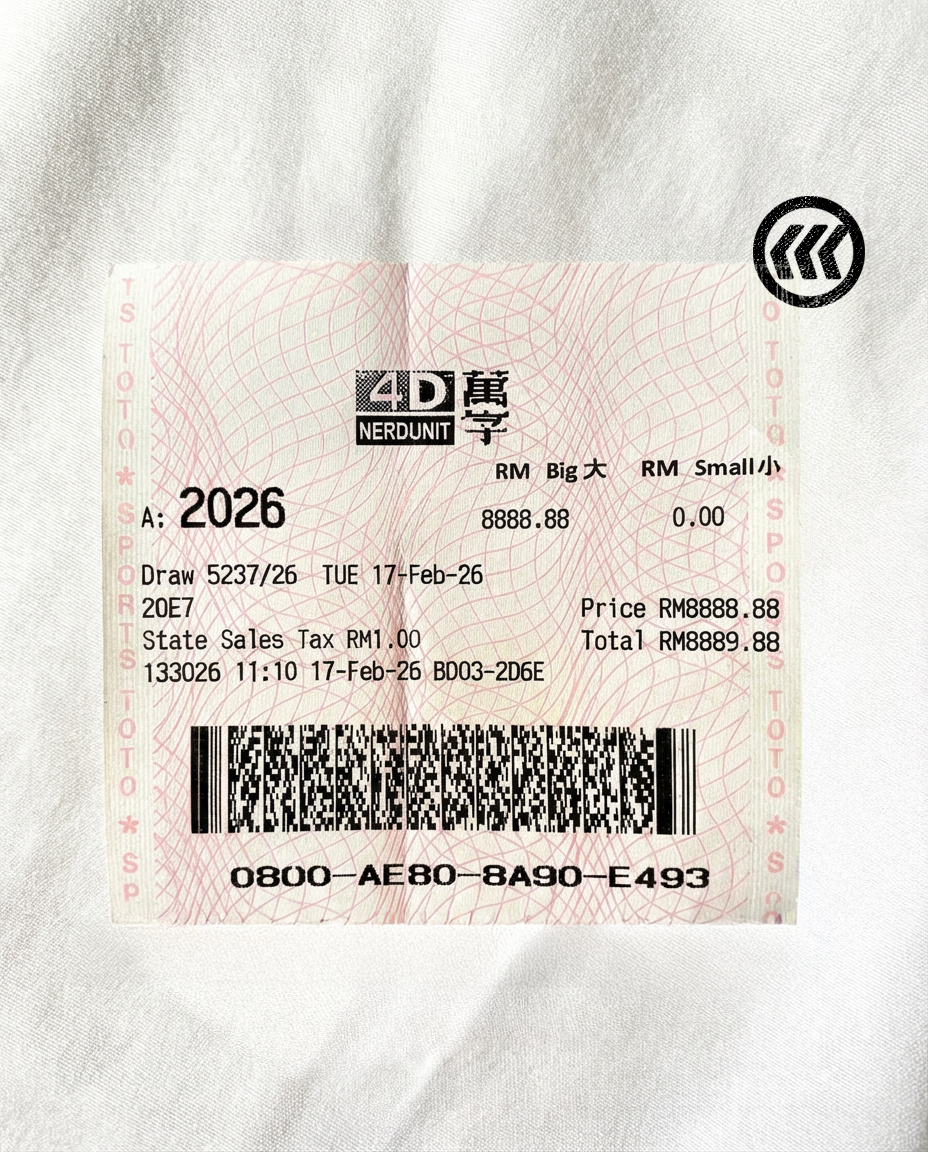 4D 萬字
NERDUNIT
RM Big大 RM Small小
A: 2026 8888.88 0.00
Draw 5237/26 TUE 17-Feb-26
20E7 Price RM8888.88
State Sales Tax RM1.00 Total RM8889.88
133026 11:10 17-Feb-26 BD03-2D6E
0800-AE80-8A90-E493
TS TOTO * SPORTS TOTO * SP
O TOTO * SPORTS TOTO * S